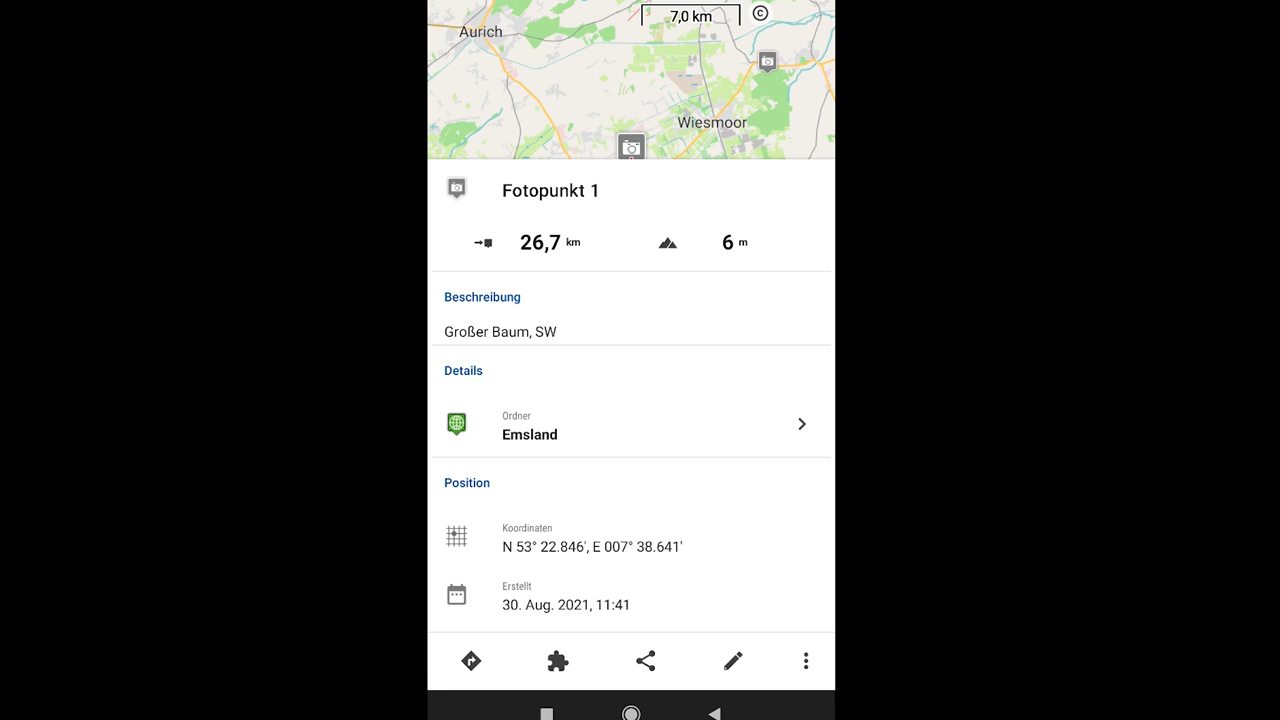 7,0 km
©
Aurich
Wiesmoor
Fotopunkt 1
26,7 km
6 m
Beschreibung
Großer Baum, SW
Details
Ordner
Emsland
Position
Koordinaten
N 53° 22.846', E 007° 38.641'
Erstellt
30. Aug. 2021, 11:41